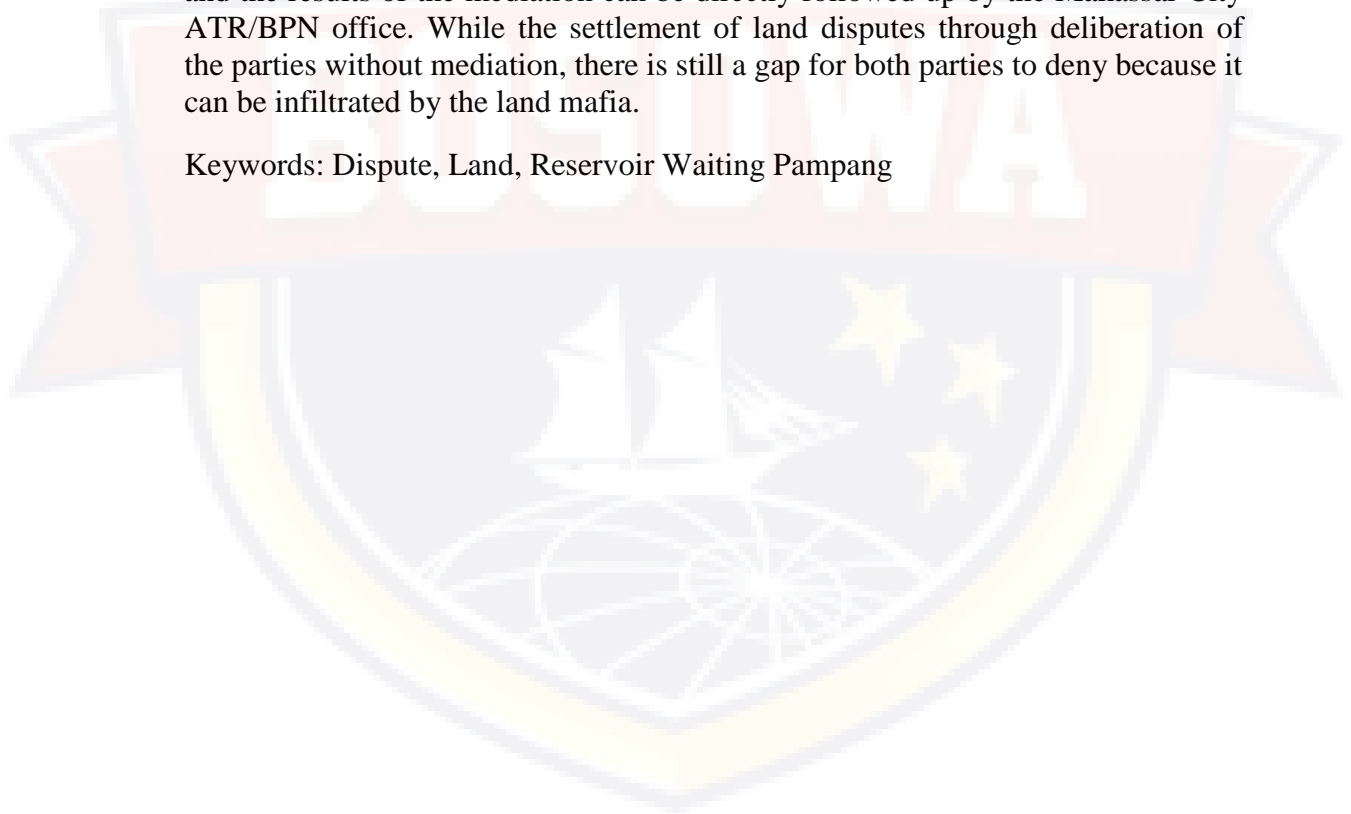 and the results of the mediation can be directly followed up by the Makassar City
ATR/BPN office. While the settlement of land disputes through deliberation of
the parties without mediation, there is still a gap for both parties to deny because it
can be infiltrated by the land mafia.
Keywords: Dispute, Land, Reservoir Waiting Pampang
BOSOWA